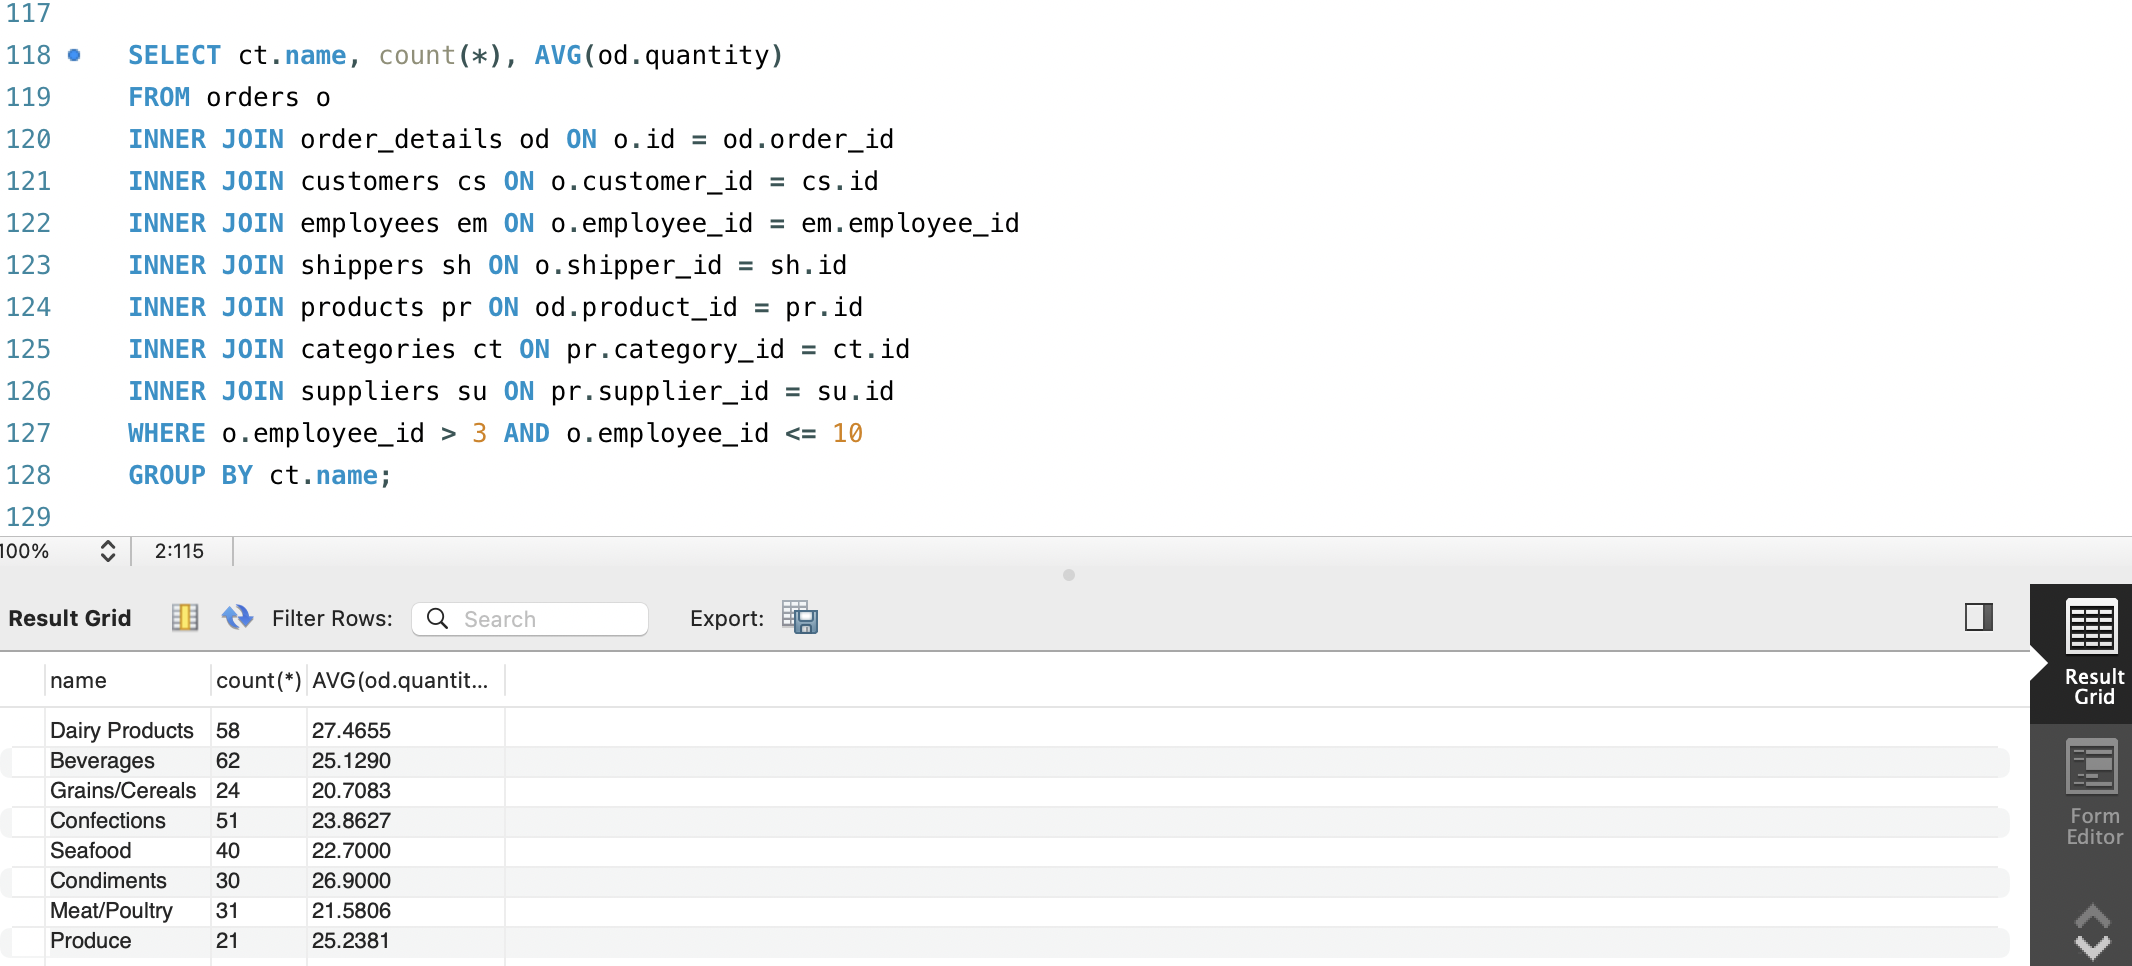 117
118 SELECT ct.name, count(*), AVG(od.quantity)
119 FROM orders o
120 INNER JOIN order_details od ON o.id = od.order_id
121 INNER JOIN customers cs ON o.customer_id = cs.id
122 INNER JOIN employees em ON o.employee_id = em.employee_id
123 INNER JOIN shippers sh ON o.shipper_id = sh.id
124 INNER JOIN products pr ON od.product_id = pr.id
125 INNER JOIN categories ct ON pr.category_id = ct.id
126 INNER JOIN suppliers su ON pr.supplier_id = su.id
127 WHERE o.employee_id > 3 AND o.employee_id <= 10
128 GROUP BY ct.name;
129
100% 2:115
Result Grid Filter Rows: Search Export:
name count(*) AVG(od.quantit...
Dairy Products 58 27.4655
Beverages 62 25.1290
Grains/Cereals 24 20.7083
Confections 51 23.8627
Seafood 40 22.7000
Condiments 30 26.9000
Meat/Poultry 31 21.5806
Produce 21 25.2381
Result
Grid
Form
Editor